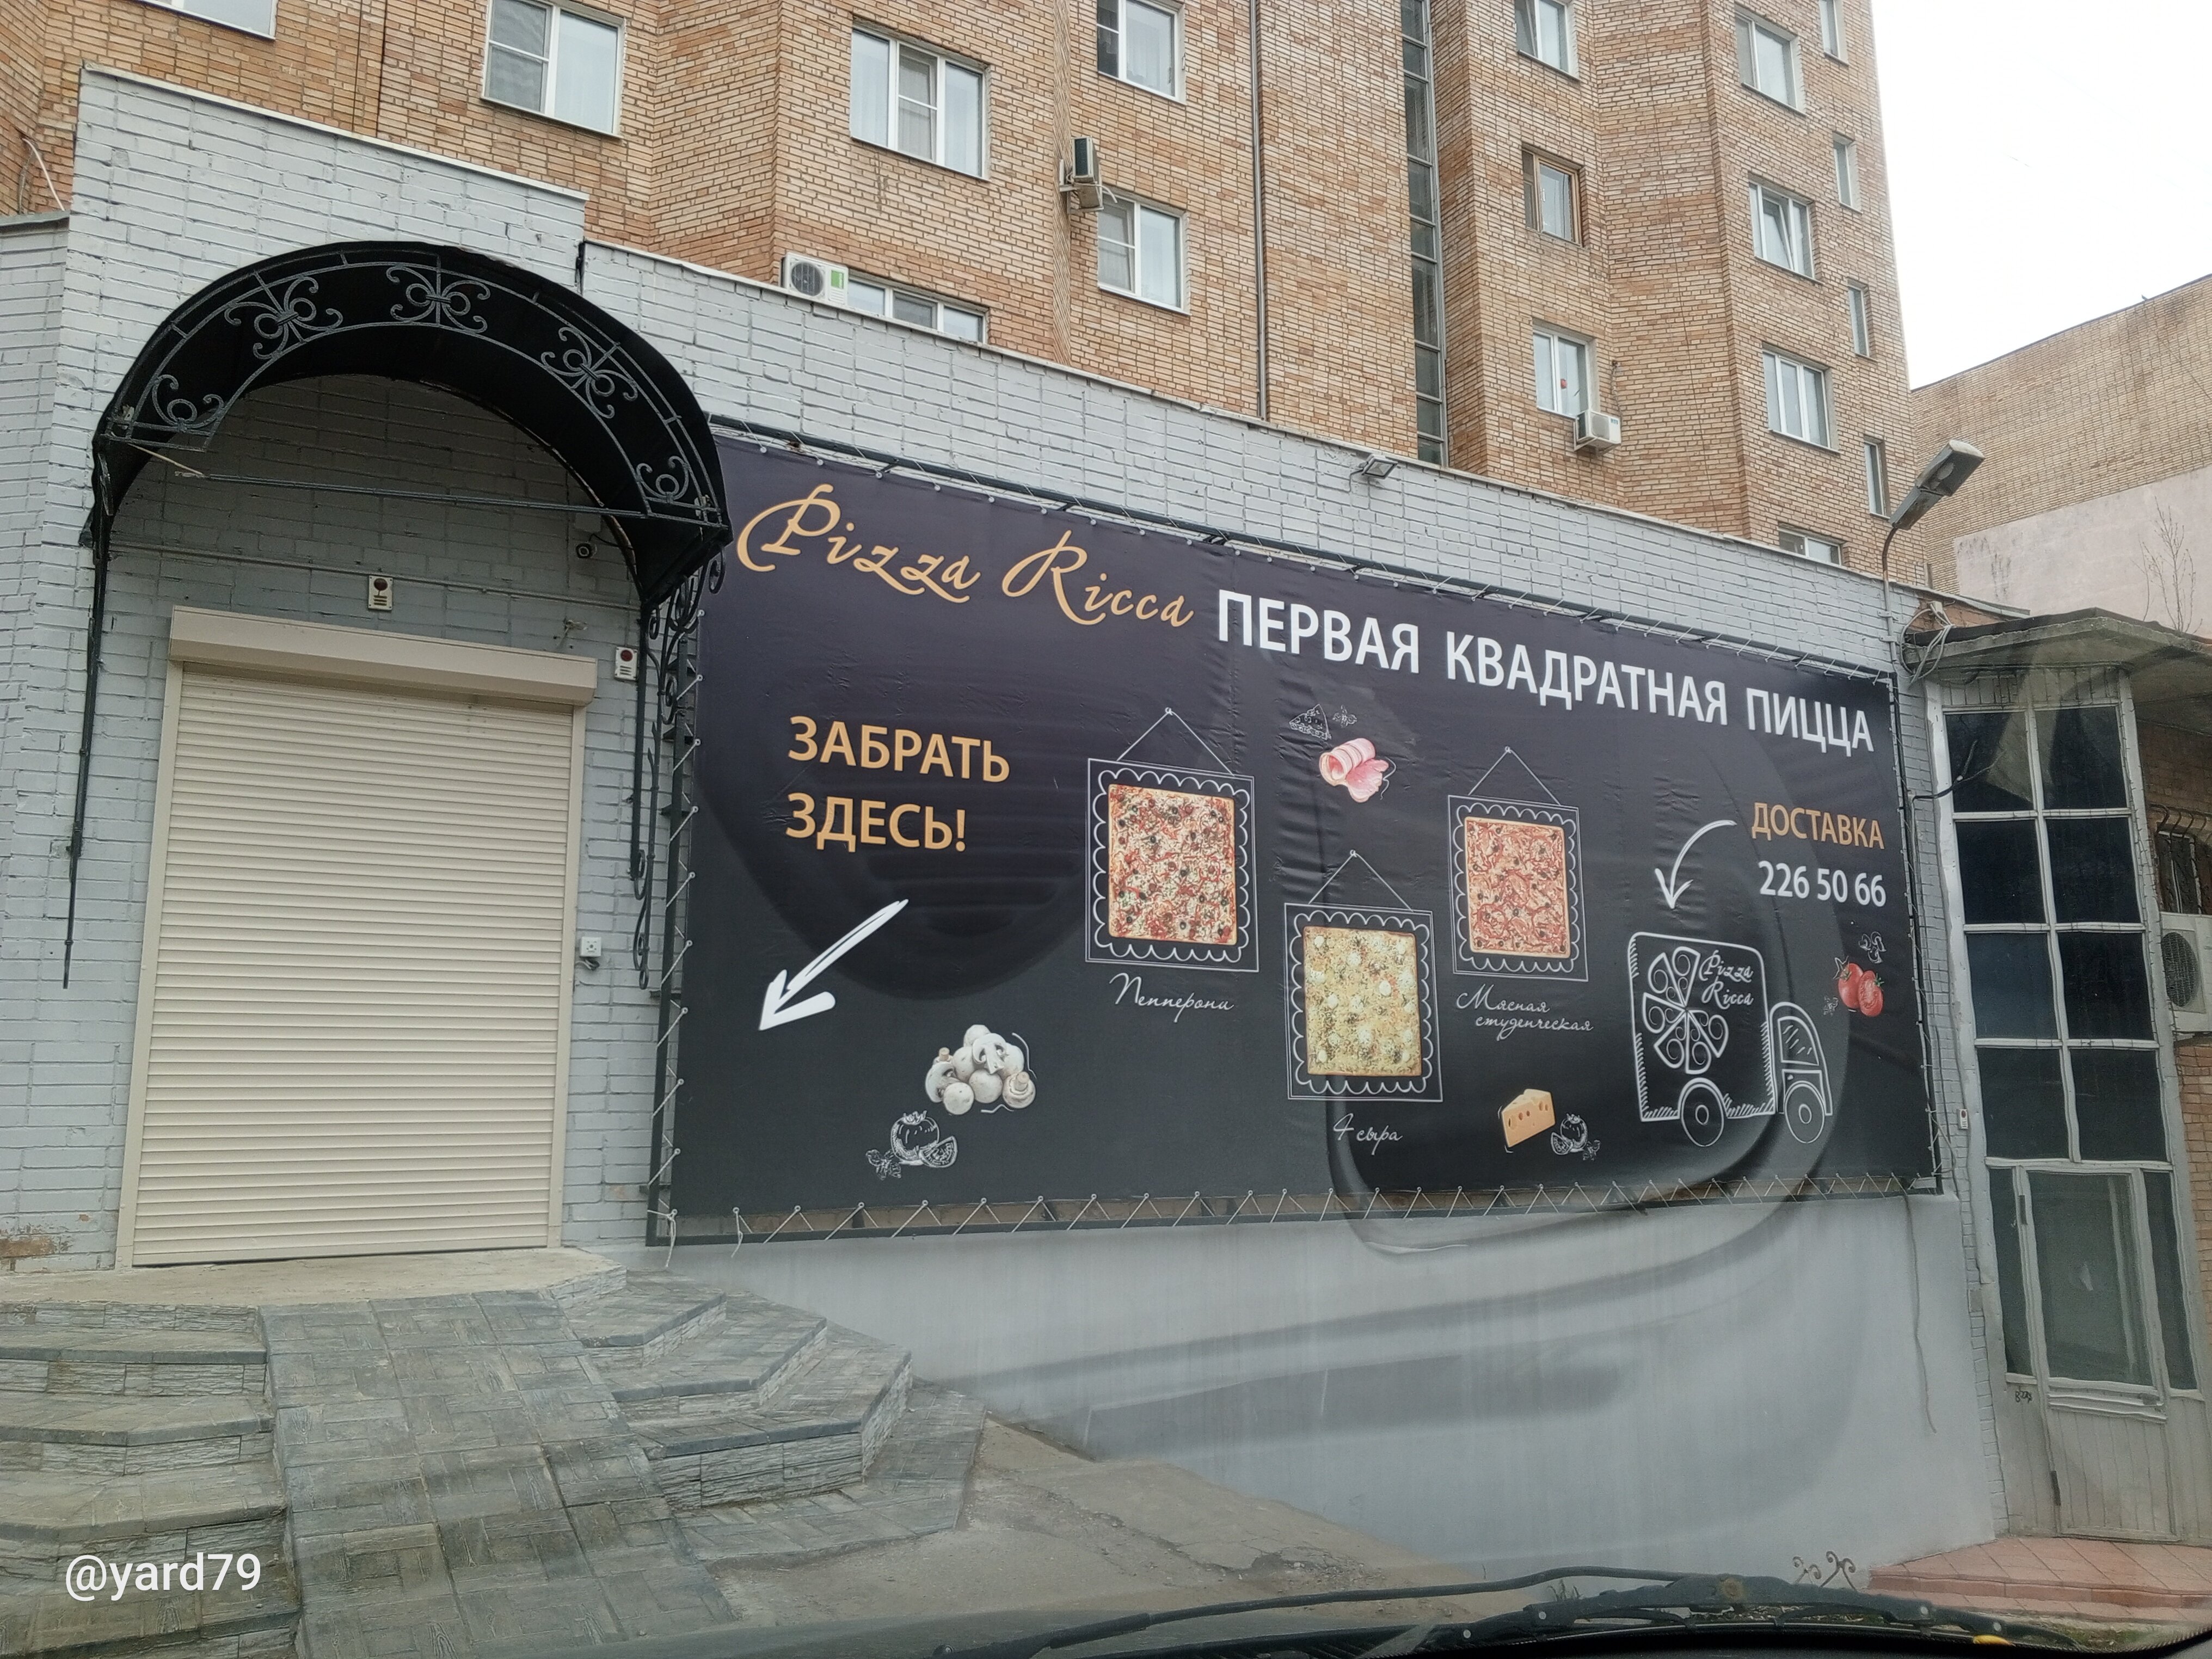 Pizza Ricca
ПЕРВАЯ КВАДРАТНАЯ ПИЦЦА
ЗАБРАТЬ
ЗДЕСЬ!
Пепперони
4 сыра
Мясная
студенческая
ДОСТАВКА
226 50 66
Pizza
Ricca
@yard79